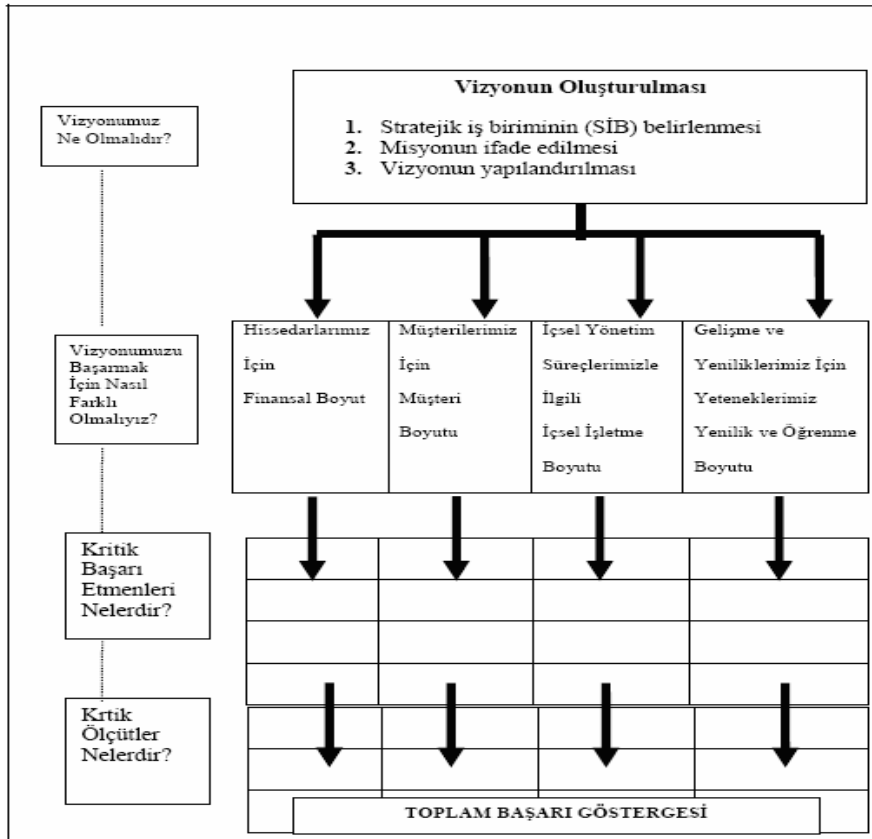 Vizyonun Oluşturulması
1. Stratejik iş biriminin (SİB) belirlenmesi
2. Misyonun ifade edilmesi
3. Vizyonun yapılandırılması
Vizyonumuz
Ne Olmalıdır?
Vizyonumuzu
Başarmak
İçin Nasıl
Farklı
Olmalıyız?
Hissedarlarımız
İçin
Finansal Boyut
Müşterilerimiz
İçin
Müşteri
Boyutu
İçsel Yönetim
Süreçlerimizle
İlgili
İçsel İşletme
Boyutu
Gelişme ve
Yeniliklerimiz İçin
Yeteneklerimiz
Yenilik ve Öğrenme
Boyutu
Kritik
Başarı
Etmenleri
Nelerdir?
Krtik
Ölçütler
Nelerdir?
TOPLAM BAŞARI GÖSTERGESİ